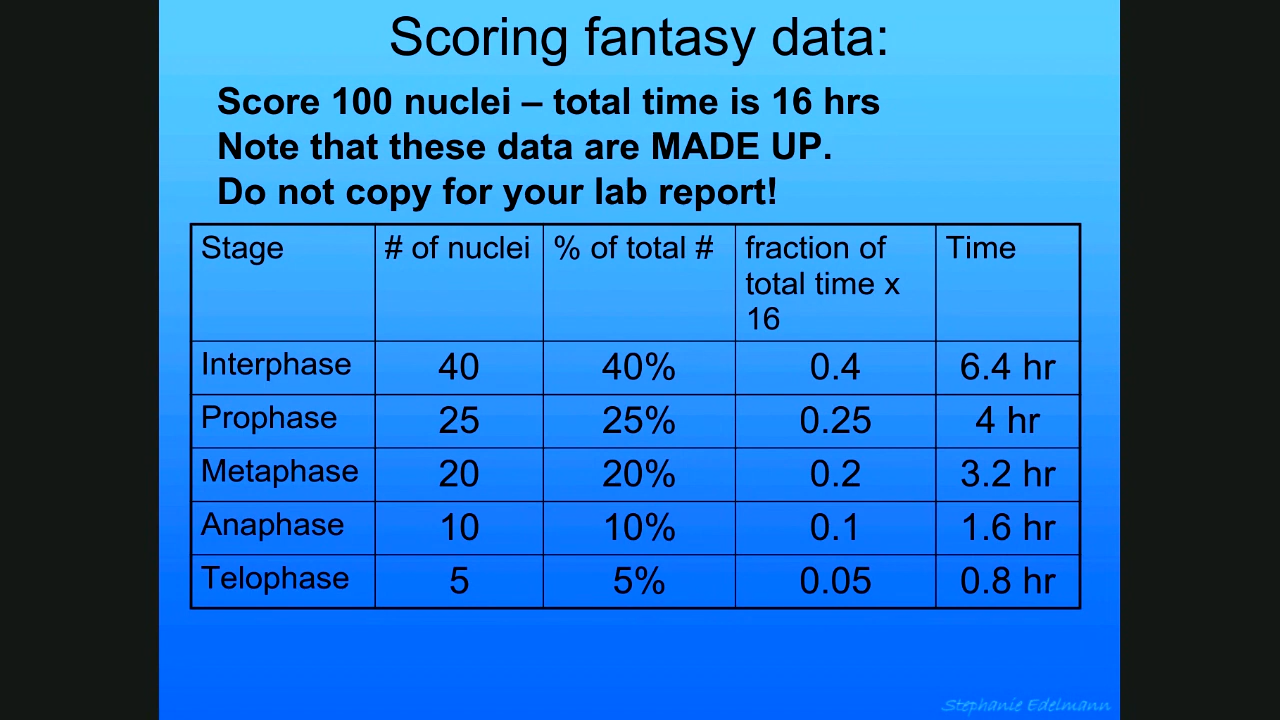 Scoring fantasy data:
Score 100 nuclei – total time is 16 hrs
Note that these data are MADE UP.
Do not copy for your lab report!
Stage # of nuclei % of total # fraction of total time x 16 Time
Interphase 40 40% 0.4 6.4 hr
Prophase 25 25% 0.25 4 hr
Metaphase 20 20% 0.2 3.2 hr
Anaphase 10 10% 0.1 1.6 hr
Telophase 5 5% 0.05 0.8 hr
Stephanie Edelmann